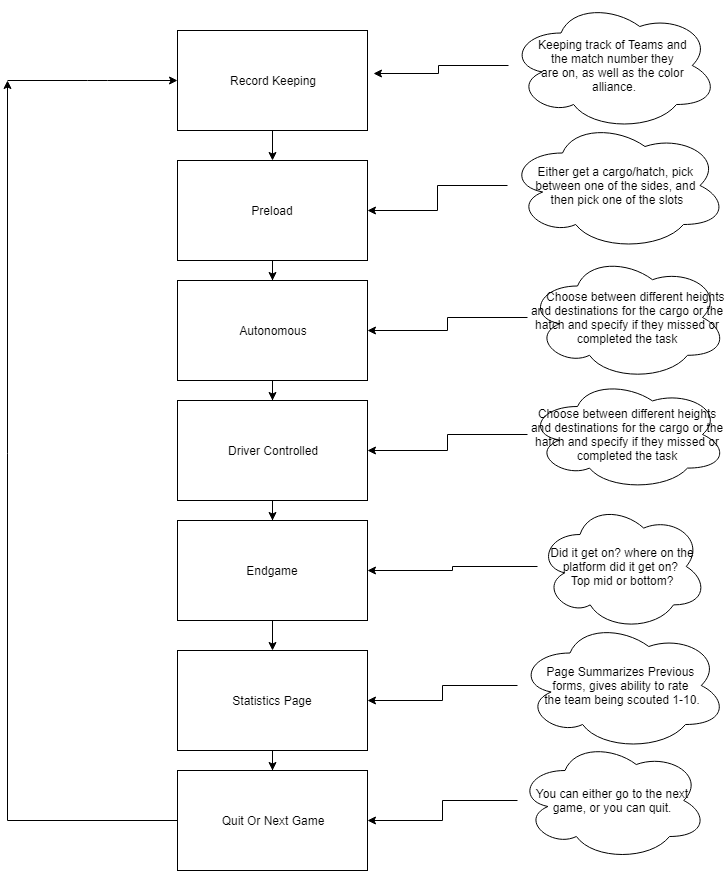 Record Keeping
Keeping track of Teams and
the match number they
are on, as well as the color
alliance.
Preload
Either get a cargo/hatch, pick
between one of the sides, and
then pick one of the slots
Autonomous
Choose between different heights
and destinations for the cargo or the
hatch and specify if they missed or
completed the task
Driver Controlled
Choose between different heights
and destinations for the cargo or the
hatch and specify if they missed or
completed the task
Endgame
Did it get on? where on the
platform did it get on?
Top mid or bottom?
Statistics Page
Page Summarizes Previous
forms, gives ability to rate
the team being scouted 1-10.
Quit Or Next Game
You can either go to the next
game, or you can quit.